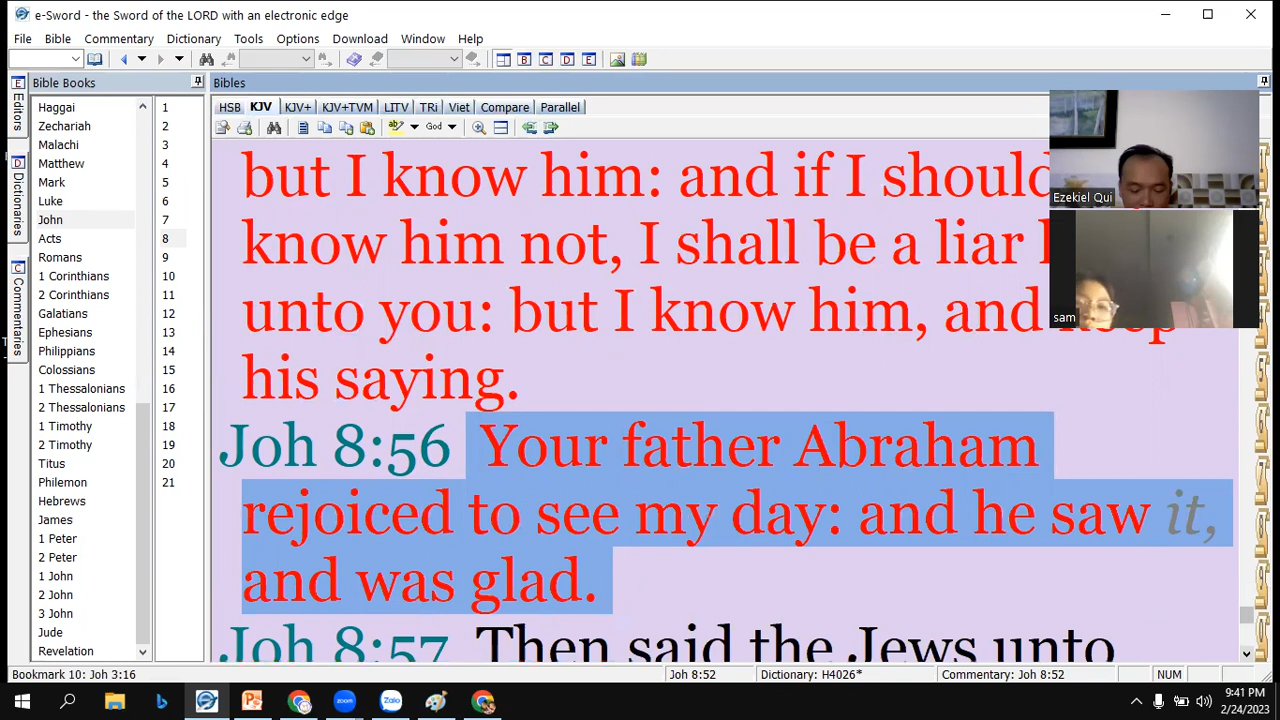 e-Sword - the Sword of the LORD with an electronic edge
File Bible Commentary Dictionary Tools Options Download Window Help
Bible Books
Bibles
HSB KJV KJV+ KJV+TVM LITV TRi Viet Compare Parallel
God
B C D E
E Editors
D Dictionaries
C Commentaries
Haggai
Zechariah
Malachi
Matthew
Mark
Luke
John
Acts
Romans
1 Corinthians
2 Corinthians
Galatians
Ephesians
Philippians
Colossians
1 Thessalonians
2 Thessalonians
1 Timothy
2 Timothy
Titus
Philemon
Hebrews
James
1 Peter
2 Peter
1 John
2 John
3 John
Jude
Revelation
1
2
3
4
5
6
7
8
9
10
11
12
13
14
15
16
17
18
19
20
21
but I know him: and if I should
know him not, I shall be a liar
unto you: but I know him, and keep
his saying.
Joh 8:56 Your father Abraham
rejoiced to see my day: and he saw it,
and was glad.
Joh 8:57 Then said the Jews unto
Ezekiel Qui
sam
Bookmark 10: Joh 3:16
Joh 8:52
Dictionary: H4026*
Commentary: Joh 8:52
NUM
zoom
Zalo
9:41 PM
2/24/2023